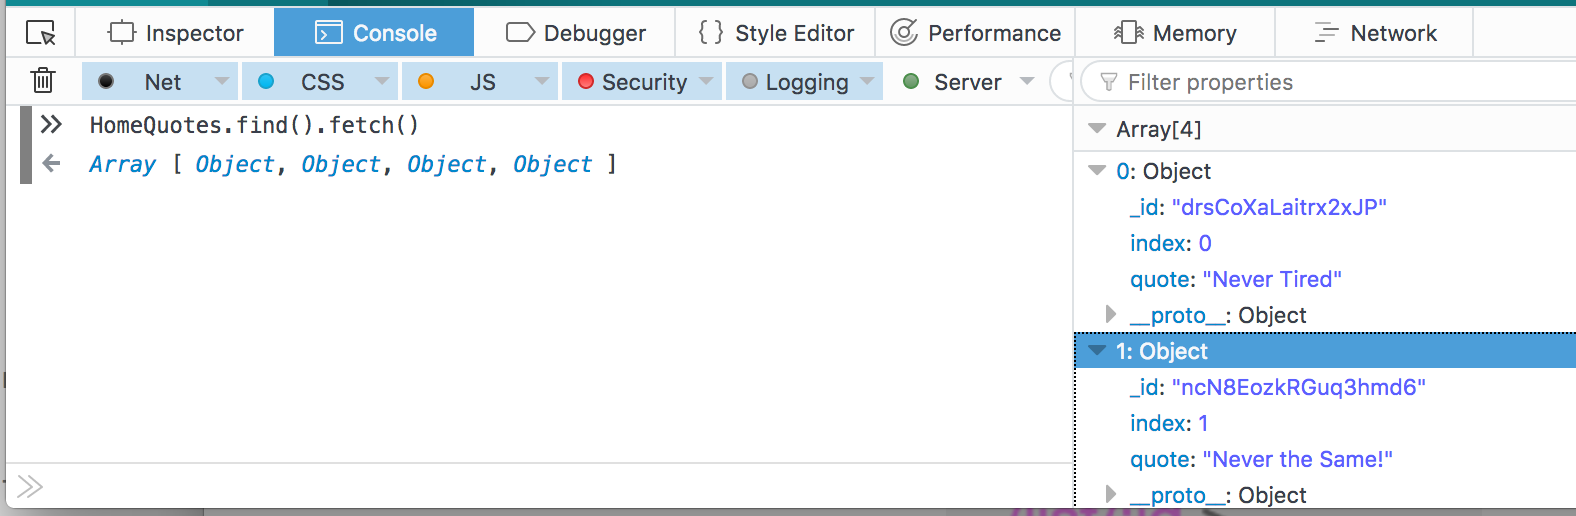 Inspector Console Debugger Style Editor Performance Memory Network
Net CSS JS Security Logging Server Filter properties
HomeQuotes.find().fetch()
Array [ Object, Object, Object, Object ]
Array[4]
0: Object
_id: "drsCoXaLaitrx2xJP"
index: 0
quote: "Never Tired"
__proto__: Object
1: Object
_id: "ncN8EozkRGuq3hmd6"
index: 1
quote: "Never the Same!"
__proto__: Object